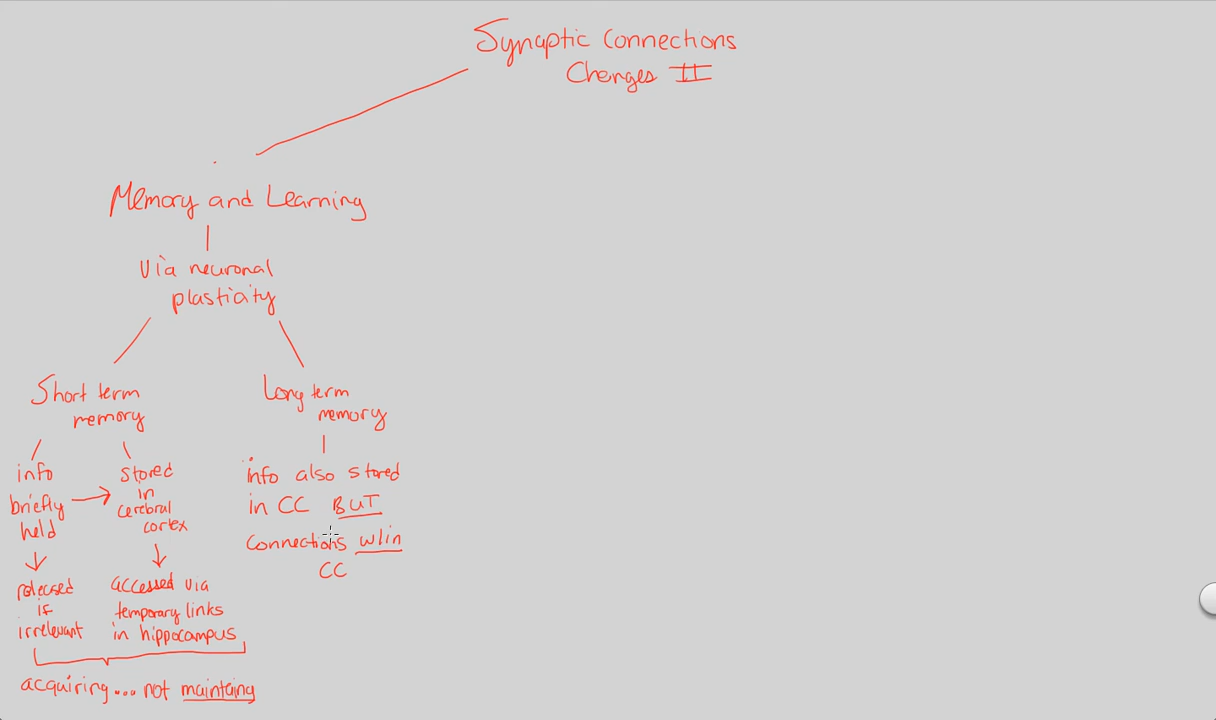 Synaptic Connections
Changes II
Memory and Learning
Via neuronal
plasticity
Short term
memory
Long term
memory
info
briefly
held
stored
in
cerebral
cortex
info also stored
in CC BUT
Connections w/in
CC
released
if
irrelevant
accessed via
temporary links
in hippocampus
acquiring... not maintaing